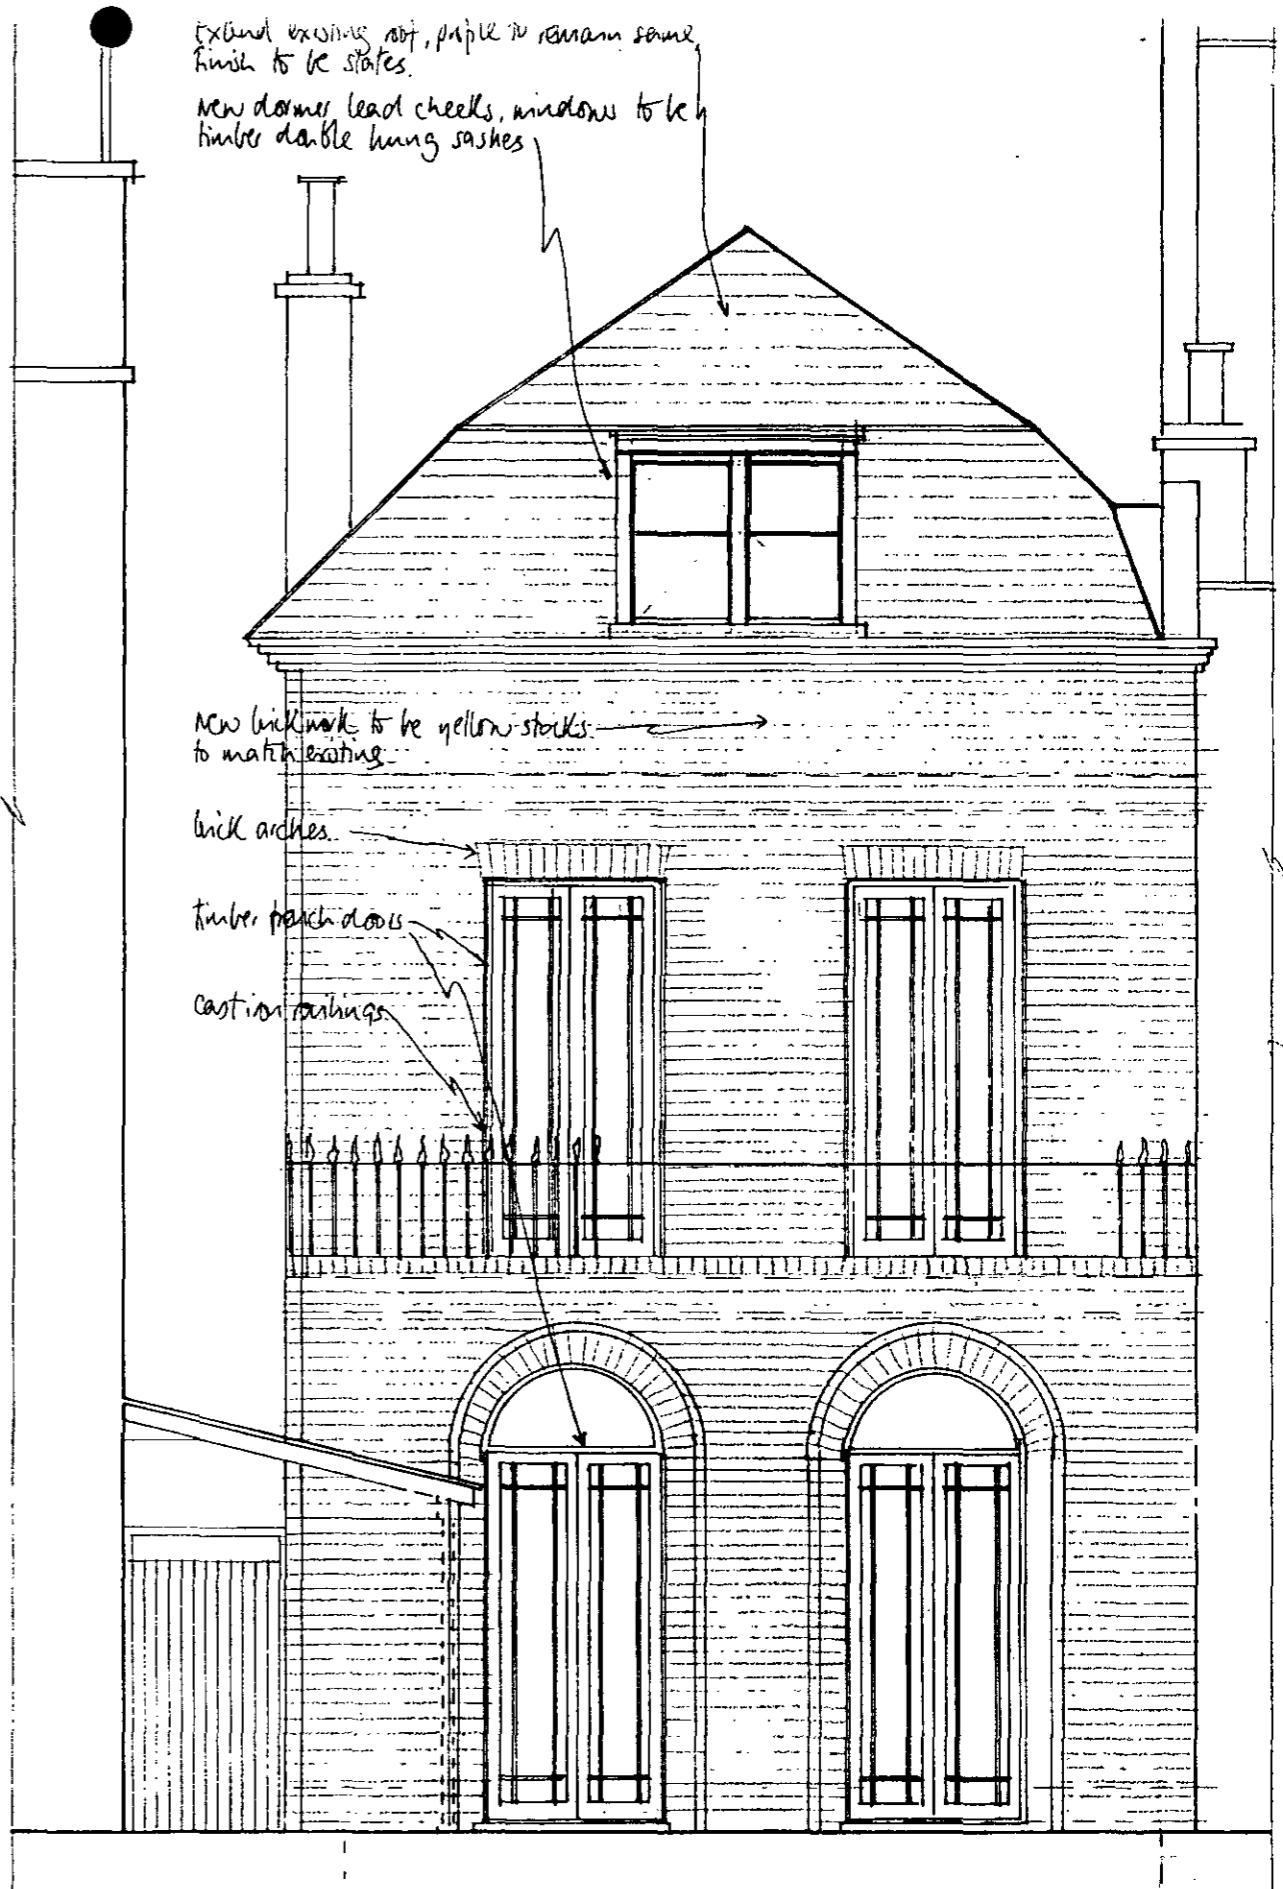 Extend existing roof, profile to remain same,
finish to be slates.
New dormer, lead cheeks, windows to be
timber double hung sashes
New brickwork to be yellow stocks
to match existing
brick arches
timber french doors
cast iron railings